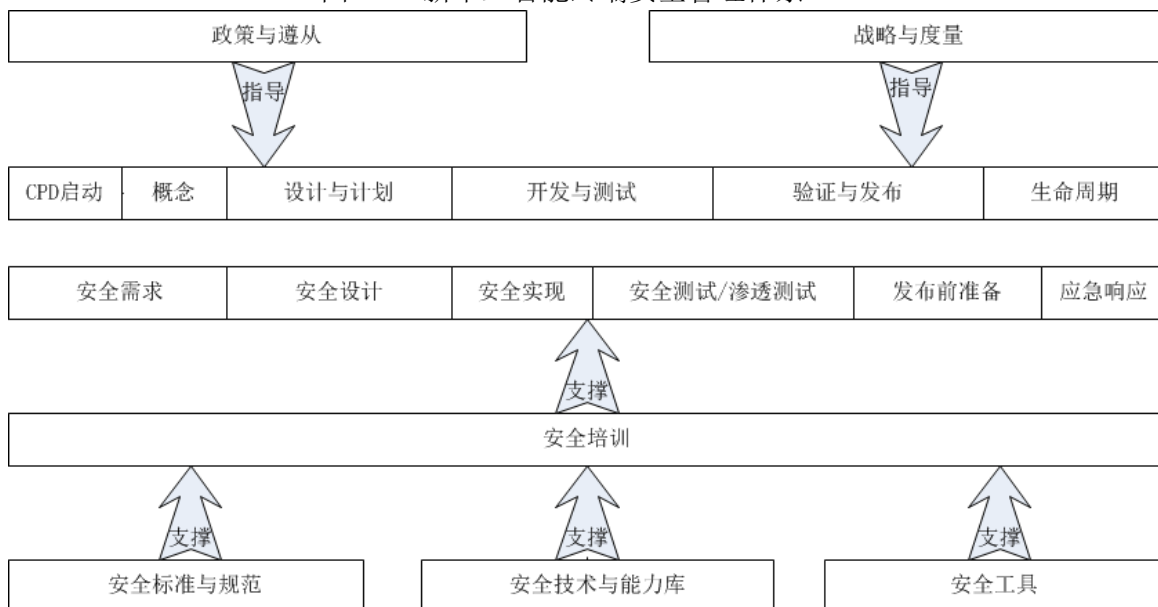 政策与遵从
战略与度量
指导
指导
CPD启动
概念
设计与计划
开发与测试
验证与发布
生命周期
安全需求
安全设计
安全实现
安全测试/渗透测试
发布前准备
应急响应
支撑
安全培训
支撑
支撑
支撑
安全标准与规范
安全技术与能力库
安全工具